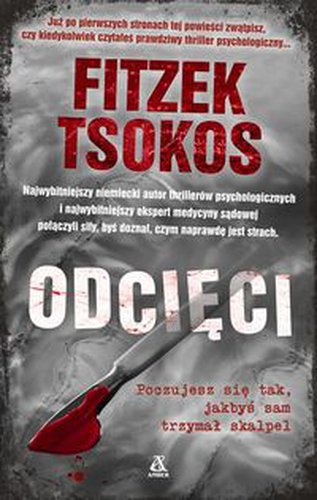 Już po pierwszych stronach tej powieści zwątpisz,
czy kiedykolwiek czytałeś prawdziwy thriller psychologiczny...
FITZEK
TSOKOS
Najwybitniejszy niemiecki autor thrillerów psychologicznych
i najwybitniejszy ekspert medycyny sądowej
połączyli siły, byś doznał, czym naprawdę jest strach.
ODCIĘCI
Poczujesz się tak,
jakbyś sam
trzymał skalpel
AMBER